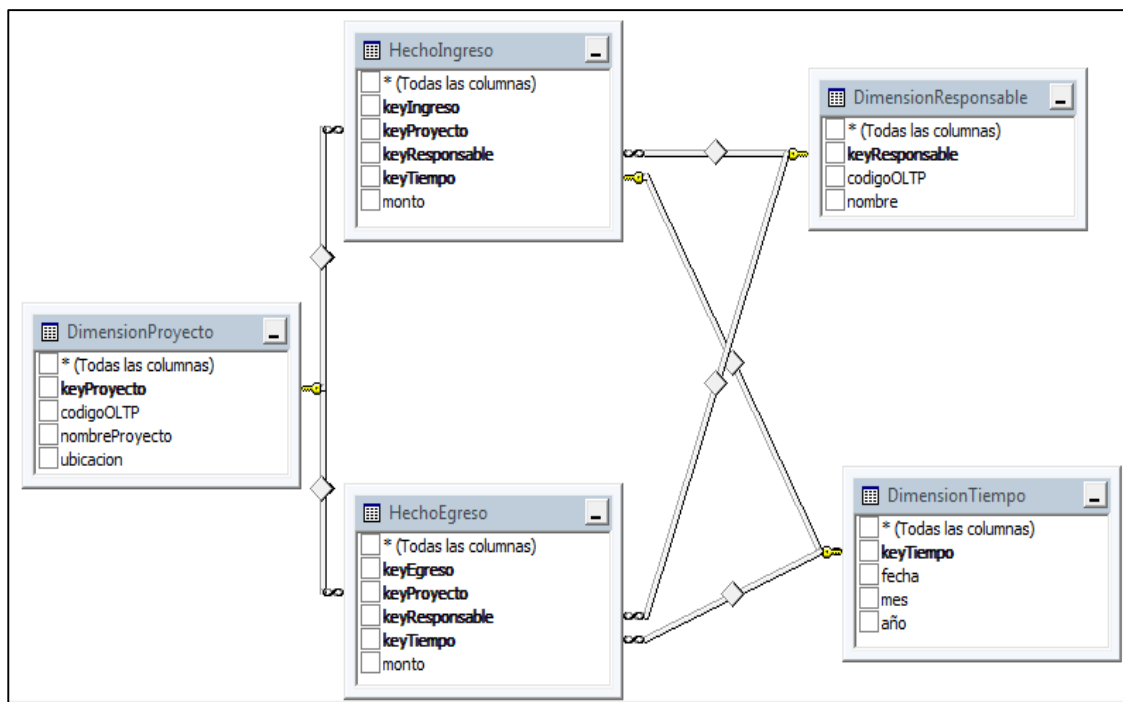 HechoIngreso
* (Todas las columnas)
keyIngreso
keyProyecto
keyResponsable
keyTiempo
monto
DimensionResponsable
* (Todas las columnas)
keyResponsable
codigoOLTP
nombre
DimensionProyecto
* (Todas las columnas)
keyProyecto
codigoOLTP
nombreProyecto
ubicacion
HechoEgreso
* (Todas las columnas)
keyEgreso
keyProyecto
keyResponsable
keyTiempo
monto
DimensionTiempo
* (Todas las columnas)
keyTiempo
fecha
mes
año